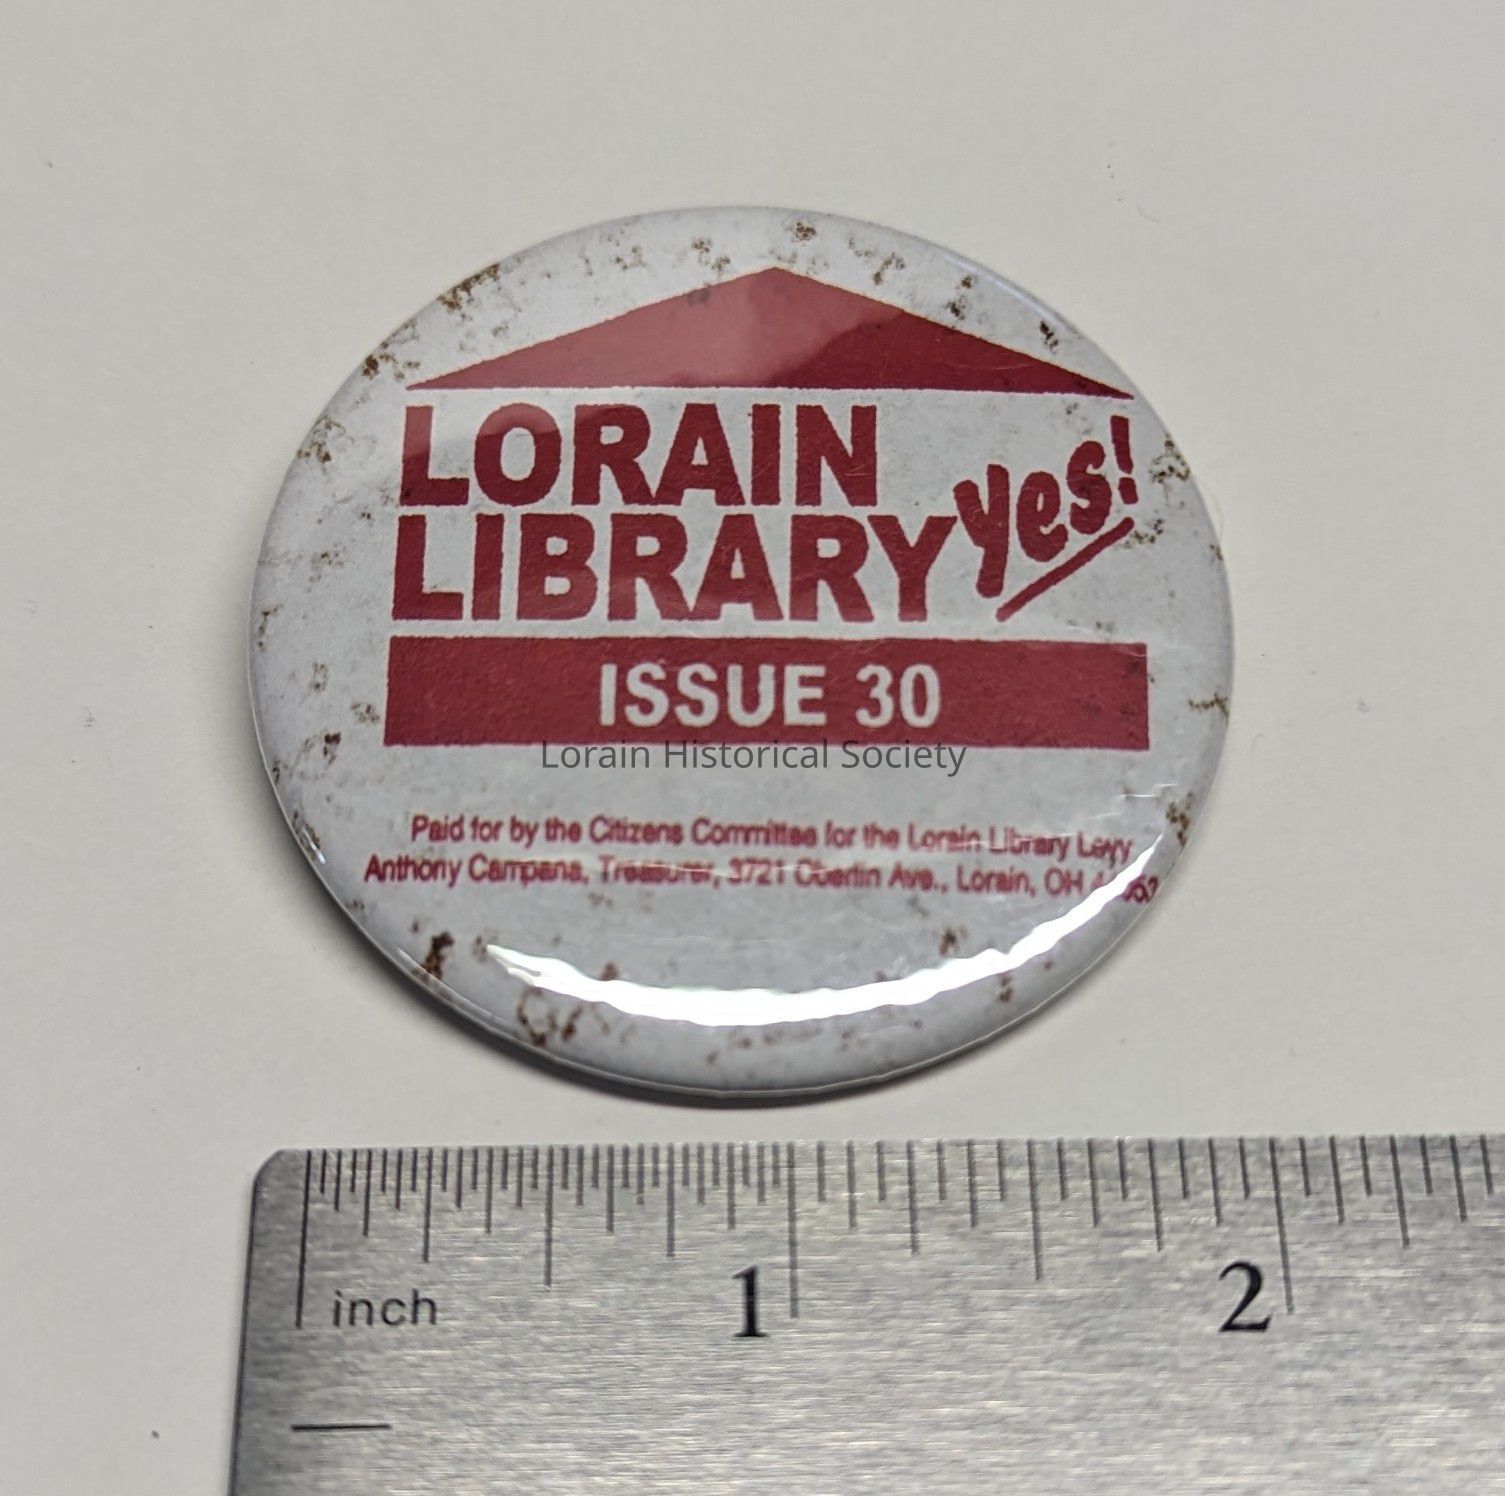 LORAIN
LIBRARY yes!
ISSUE 30
Lorain Historical Society
Paid for by the Citizens Committee for the Lorain Library Levy
Anthony Campana, Treasurer, 3721 Oberlin Ave., Lorain, OH
inch
1
2